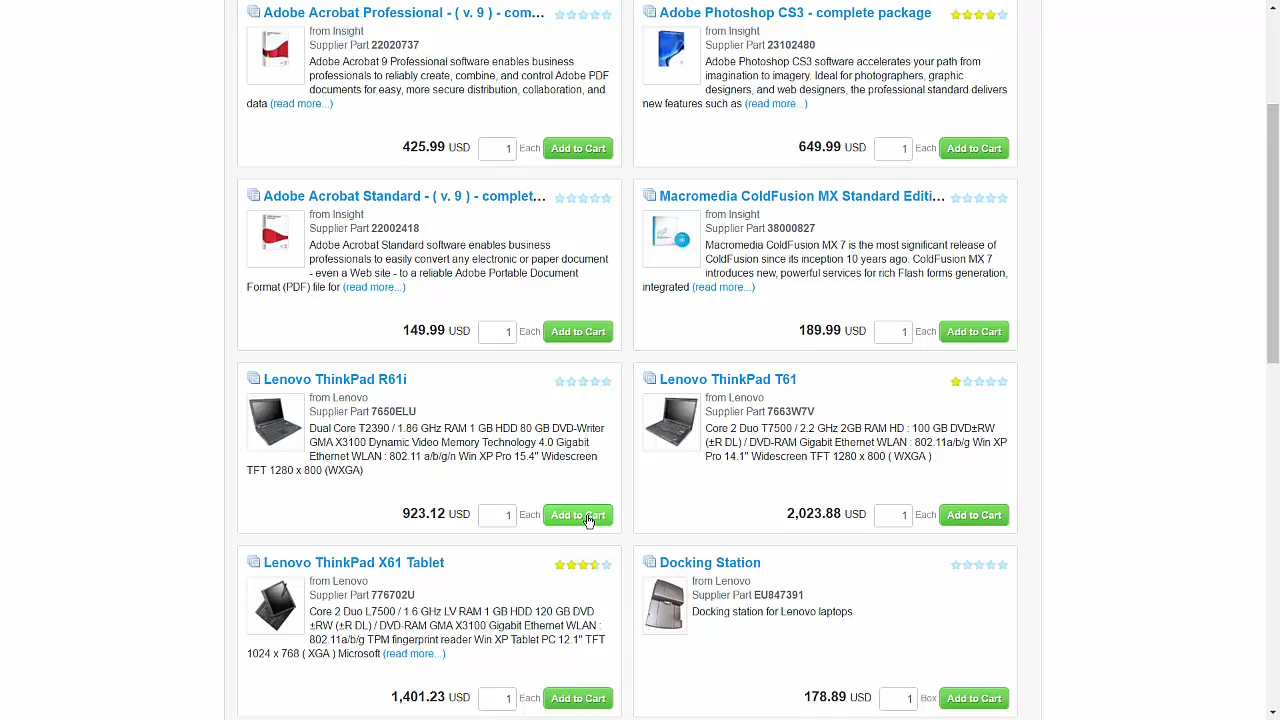 Adobe Acrobat Professional - ( v. 9 ) - com...
from Insight
Supplier Part 22020737
Adobe Acrobat 9 Professional software enables business
professionals to reliably create, combine, and control Adobe PDF
documents for easy, more secure distribution, collaboration, and
data (read more...)
425.99 USD 1 Each Add to Cart
Adobe Photoshop CS3 - complete package
from Insight
Supplier Part 23102480
Adobe Photoshop CS3 software accelerates your path from
imagination to imagery. Ideal for photographers, graphic
designers, and web designers, the professional standard delivers
new features such as (read more...)
649.99 USD 1 Each Add to Cart
Adobe Acrobat Standard - ( v. 9 ) - complet...
from Insight
Supplier Part 22002418
Adobe Acrobat Standard software enables business
professionals to easily convert any electronic or paper document
- even a Web site - to a reliable Adobe Portable Document
Format (PDF) file for (read more...)
149.99 USD 1 Each Add to Cart
Macromedia ColdFusion MX Standard Editi...
from Insight
Supplier Part 38000827
Macromedia ColdFusion MX 7 is the most significant release of
ColdFusion since its inception 10 years ago. ColdFusion MX 7
introduces new, powerful services for rich Flash forms generation,
integrated (read more...)
189.99 USD 1 Each Add to Cart
Lenovo ThinkPad R61i
from Lenovo
Supplier Part 7650ELU
Dual Core T2390 / 1.86 GHz RAM 1 GB HDD 80 GB DVD-Writer
GMA X3100 Dynamic Video Memory Technology 4.0 Gigabit
Ethernet WLAN : 802.11 a/b/g/n Win XP Pro 15.4" Widescreen
TFT 1280 x 800 (WXGA)
923.12 USD 1 Each Add to Cart
Lenovo ThinkPad T61
from Lenovo
Supplier Part 7663W7V
Core 2 Duo T7500 / 2.2 GHz 2GB RAM HD : 100 GB DVD±RW
(±R DL) / DVD-RAM Gigabit Ethernet WLAN : 802.11a/b/g Win XP
Pro 14.1" Widescreen TFT 1280 x 800 ( WXGA )
2,023.88 USD 1 Each Add to Cart
Lenovo ThinkPad X61 Tablet
from Lenovo
Supplier Part 776702U
Core 2 Duo L7500 / 1.6 GHz LV RAM 1 GB HDD 120 GB DVD
±RW (±R DL) / DVD-RAM GMA X3100 Gigabit Ethernet WLAN :
802.11a/b/g TPM fingerprint reader Win XP Tablet PC 12.1" TFT
1024 x 768 ( XGA ) Microsoft (read more...)
1,401.23 USD 1 Each Add to Cart
Docking Station
from Lenovo
Supplier Part EU847391
Docking station for Lenovo laptops
178.89 USD 1 Box Add to Cart